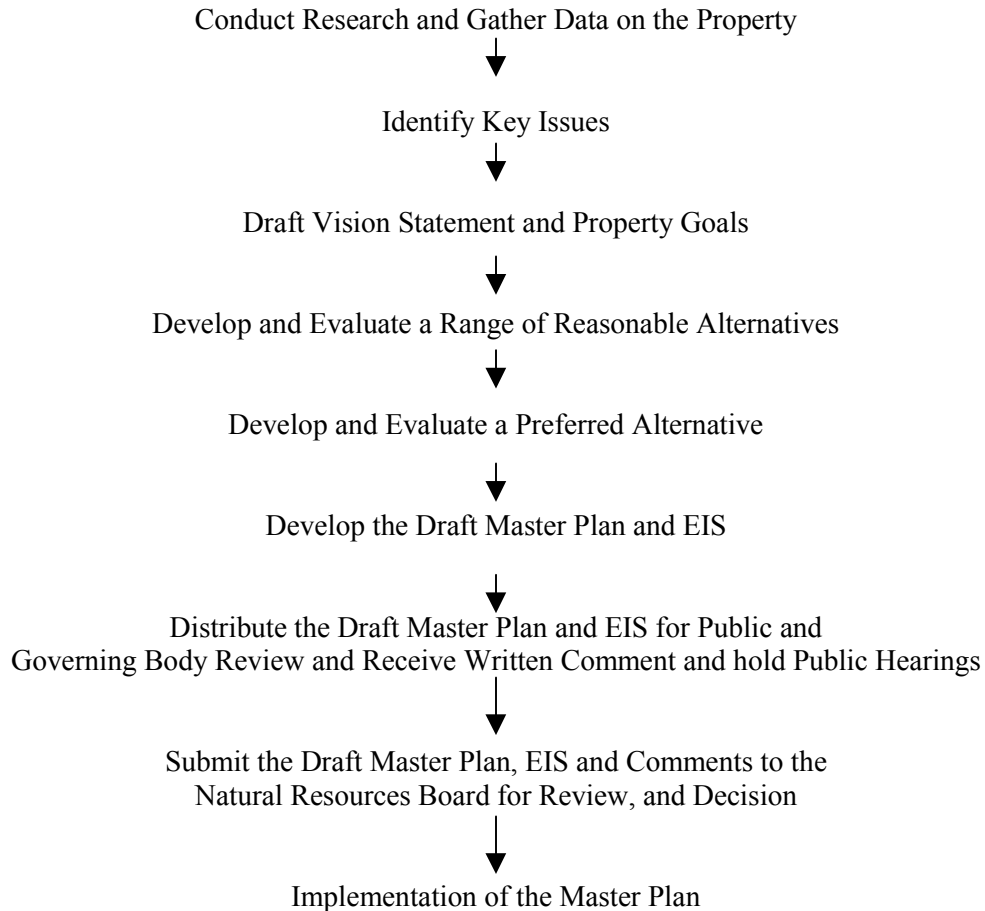 Conduct Research and Gather Data on the Property
Identify Key Issues
Draft Vision Statement and Property Goals
Develop and Evaluate a Range of Reasonable Alternatives
Develop and Evaluate a Preferred Alternative
Develop the Draft Master Plan and EIS
Distribute the Draft Master Plan and EIS for Public and
Governing Body Review and Receive Written Comment and hold Public Hearings
Submit the Draft Master Plan, EIS and Comments to the
Natural Resources Board for Review, and Decision
Implementation of the Master Plan